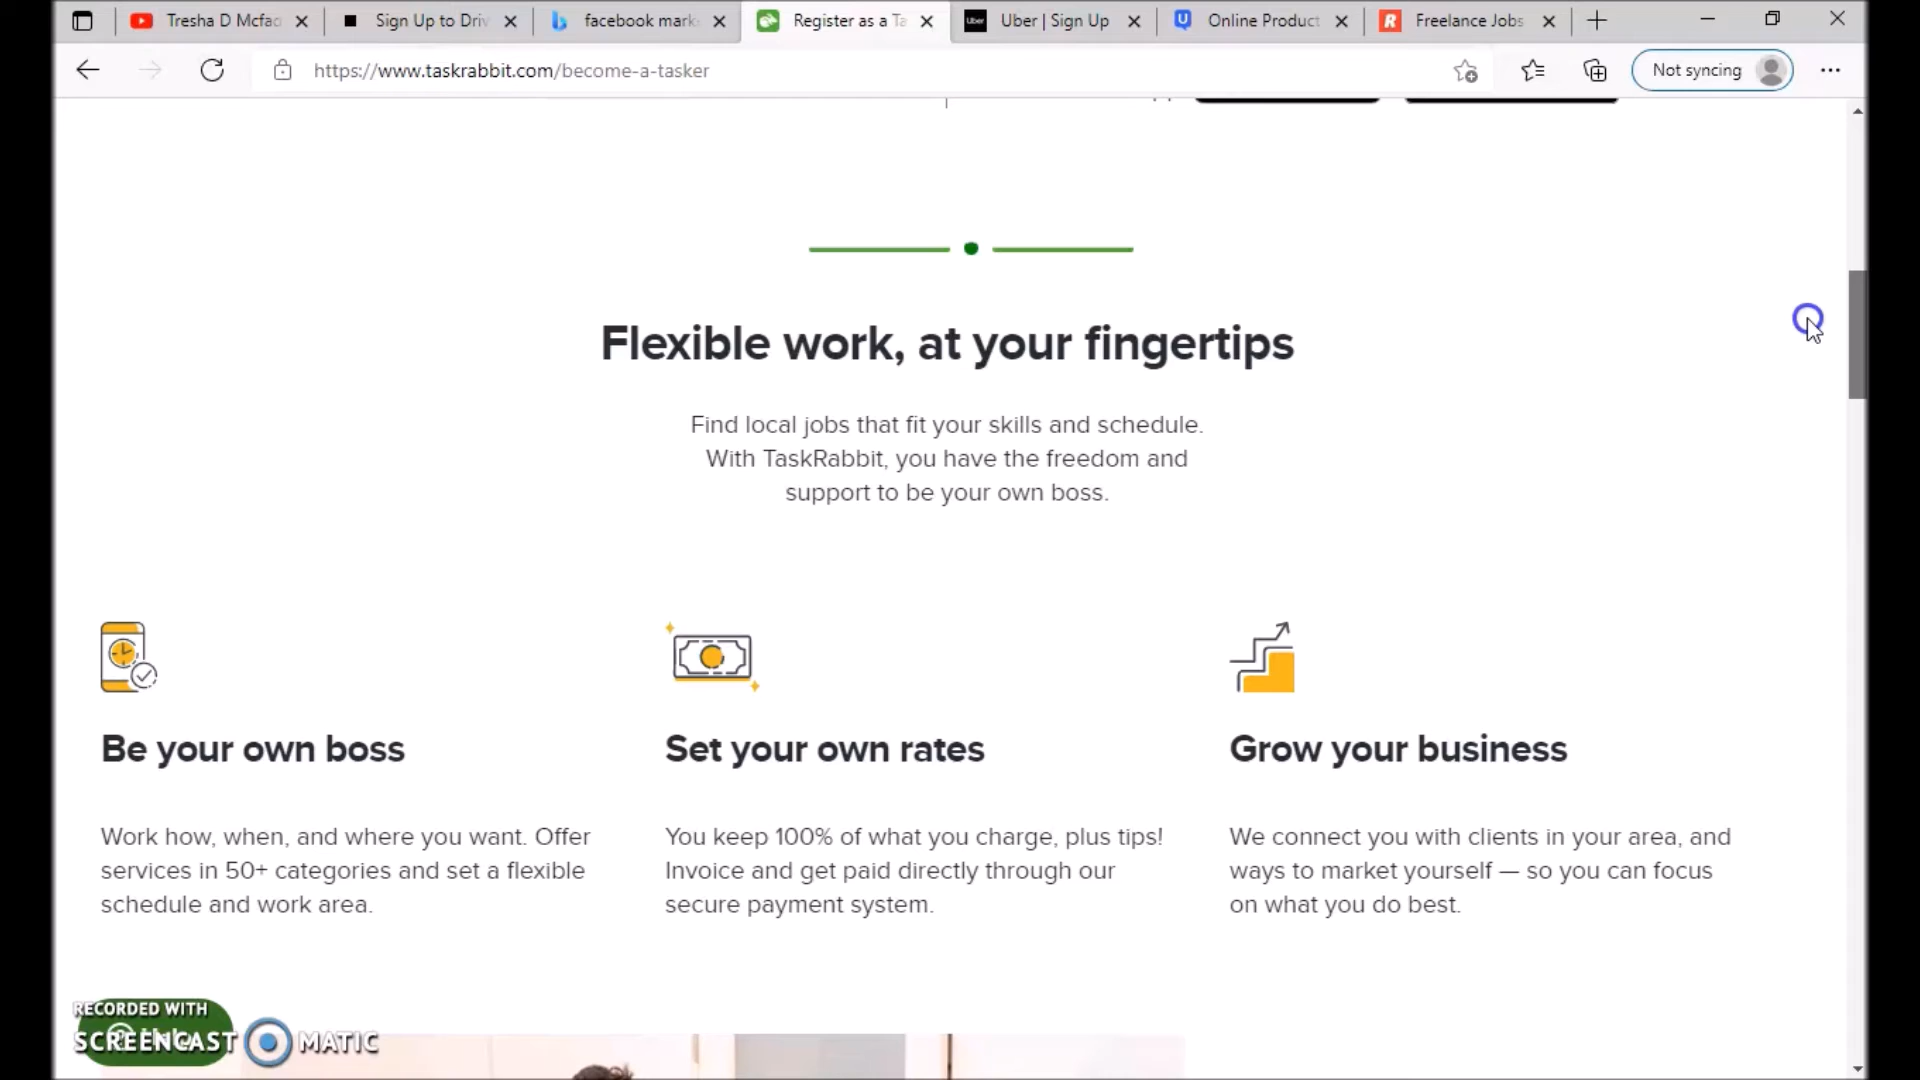 Tresha D Mcfad
Sign Up to Driv
facebook mark
Register as a Ta
Uber
Uber | Sign Up
U
Online Product
R
Freelance Jobs
https://www.taskrabbit.com/become-a-tasker
Not syncing
Flexible work, at your fingertips
Find local jobs that fit your skills and schedule.
With TaskRabbit, you have the freedom and
support to be your own boss.
Be your own boss
Work how, when, and where you want. Offer
services in 50+ categories and set a flexible
schedule and work area.
Set your own rates
You keep 100% of what you charge, plus tips!
Invoice and get paid directly through our
secure payment system.
Grow your business
We connect you with clients in your area, and
ways to market yourself — so you can focus
on what you do best.
RECORDED WITH
SCREENCAST MATIC